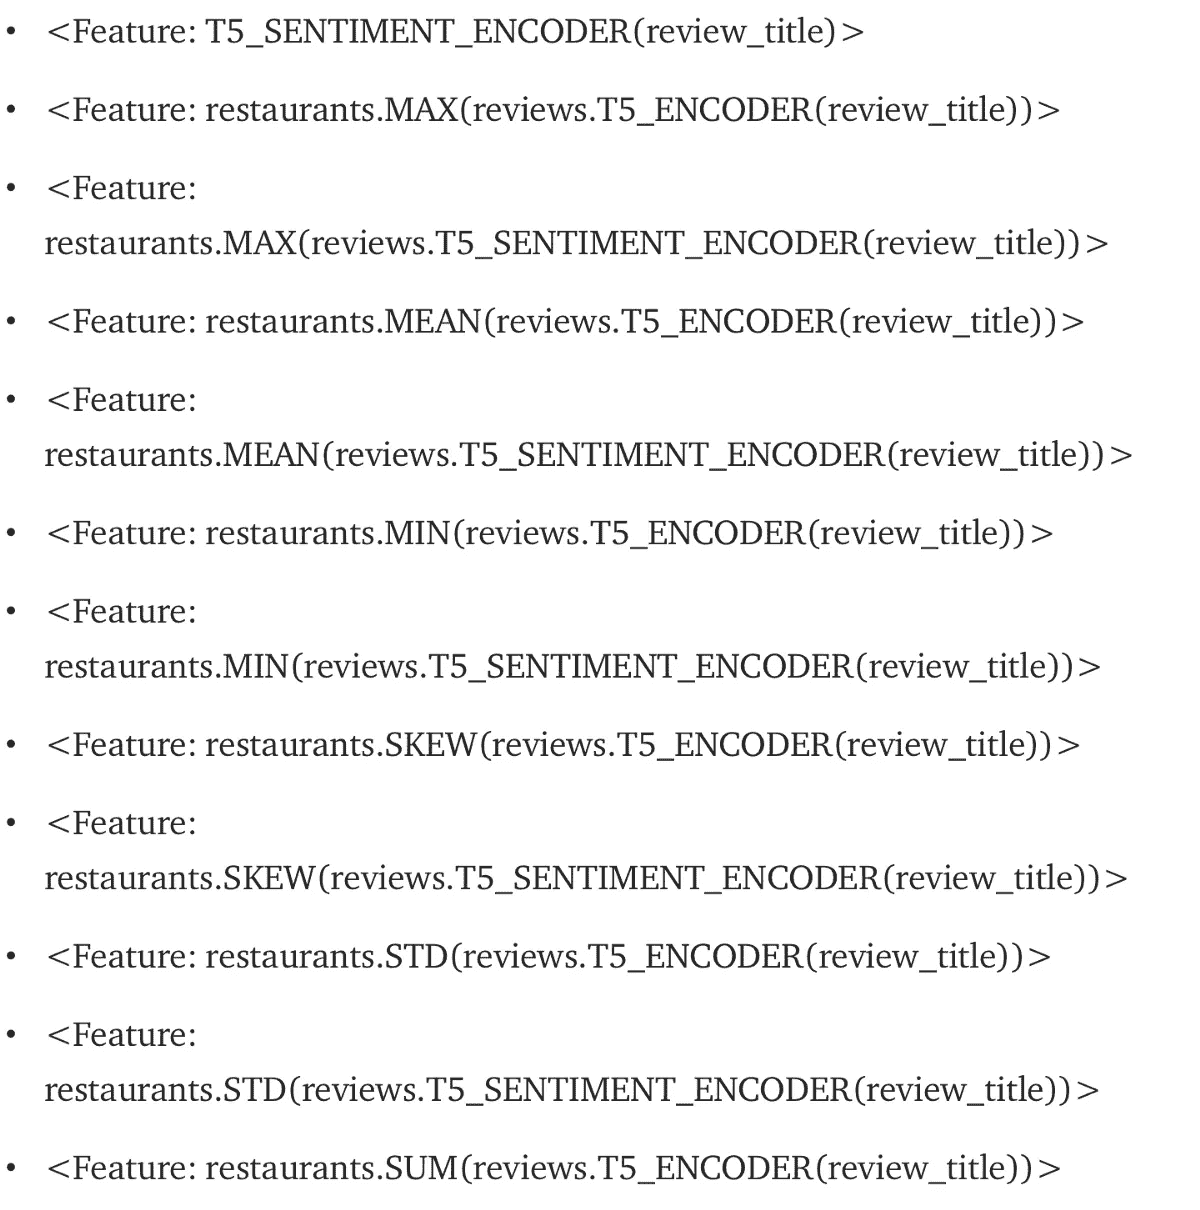 • <Feature: T5_SENTIMENT_ENCODER(review_title)>
• <Feature: restaurants.MAX(reviews.T5_ENCODER(review_title))>
• <Feature:
restaurants.MAX(reviews.T5_SENTIMENT_ENCODER(review_title))>
• <Feature: restaurants.MEAN(reviews.T5_ENCODER(review_title))>
• <Feature:
restaurants.MEAN(reviews.T5_SENTIMENT_ENCODER(review_title))>
• <Feature: restaurants.MIN(reviews.T5_ENCODER(review_title))>
• <Feature:
restaurants.MIN(reviews.T5_SENTIMENT_ENCODER(review_title))>
• <Feature: restaurants.SKEW(reviews.T5_ENCODER(review_title))>
• <Feature:
restaurants.SKEW(reviews.T5_SENTIMENT_ENCODER(review_title))>
• <Feature: restaurants.STD(reviews.T5_ENCODER(review_title))>
• <Feature:
restaurants.STD(reviews.T5_SENTIMENT_ENCODER(review_title))>
• <Feature: restaurants.SUM(reviews.T5_ENCODER(review_title))>